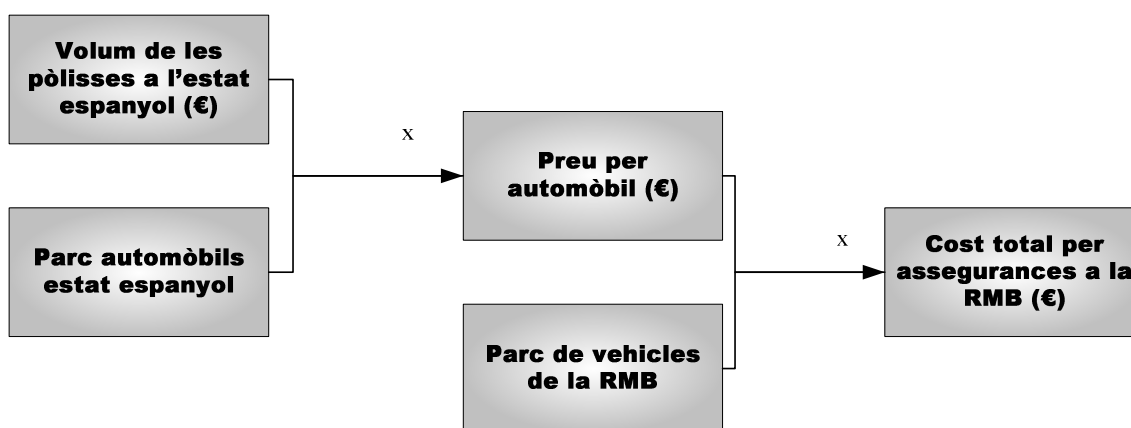 Volum de les
pòlisses a l'estat
espanyol (€)
x
Preu per
automòbil (€)
Parc automòbils
estat espanyol
x
Cost total per
assegurances a la
RMB (€)
Parc de vehicles
de la RMB